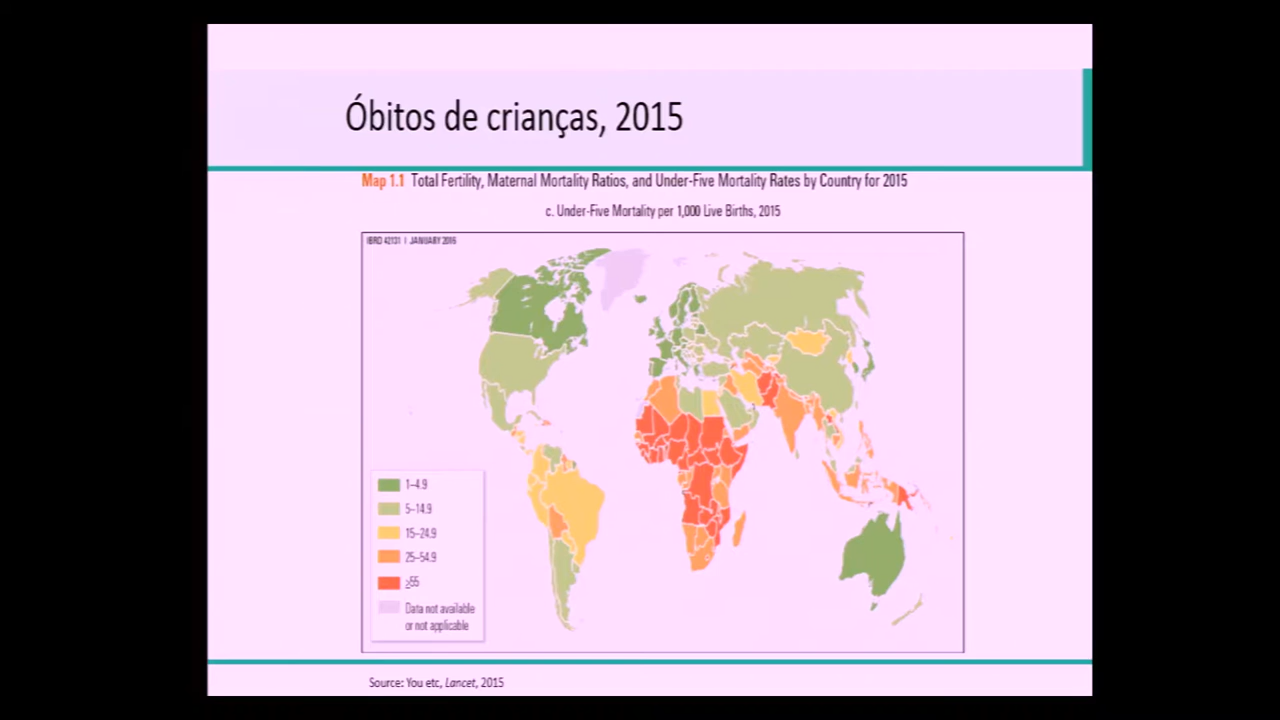 Óbitos de crianças, 2015
Map 1.1 Total Fertility, Maternal Mortality Ratios, and Under-Five Mortality Rates by Country for 2015
c. Under-Five Mortality per 1,000 Live Births, 2015
IBRD 42131 | JANUARY 2016
1–4.9
5–14.9
15–24.9
25–54.9
≥55
Data not available
or not applicable
Source: You etc, Lancet, 2015